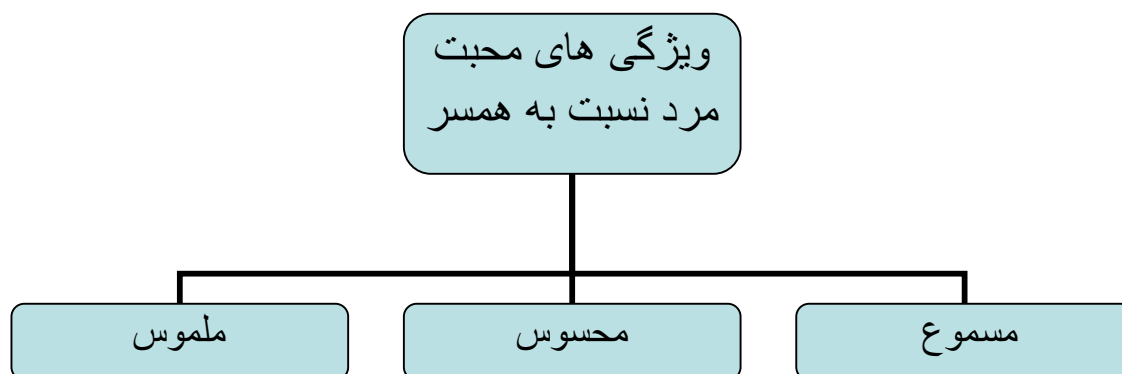 ویژگی های محبت
مرد نسبت به همسر
مسموع
محسوس
ملموس